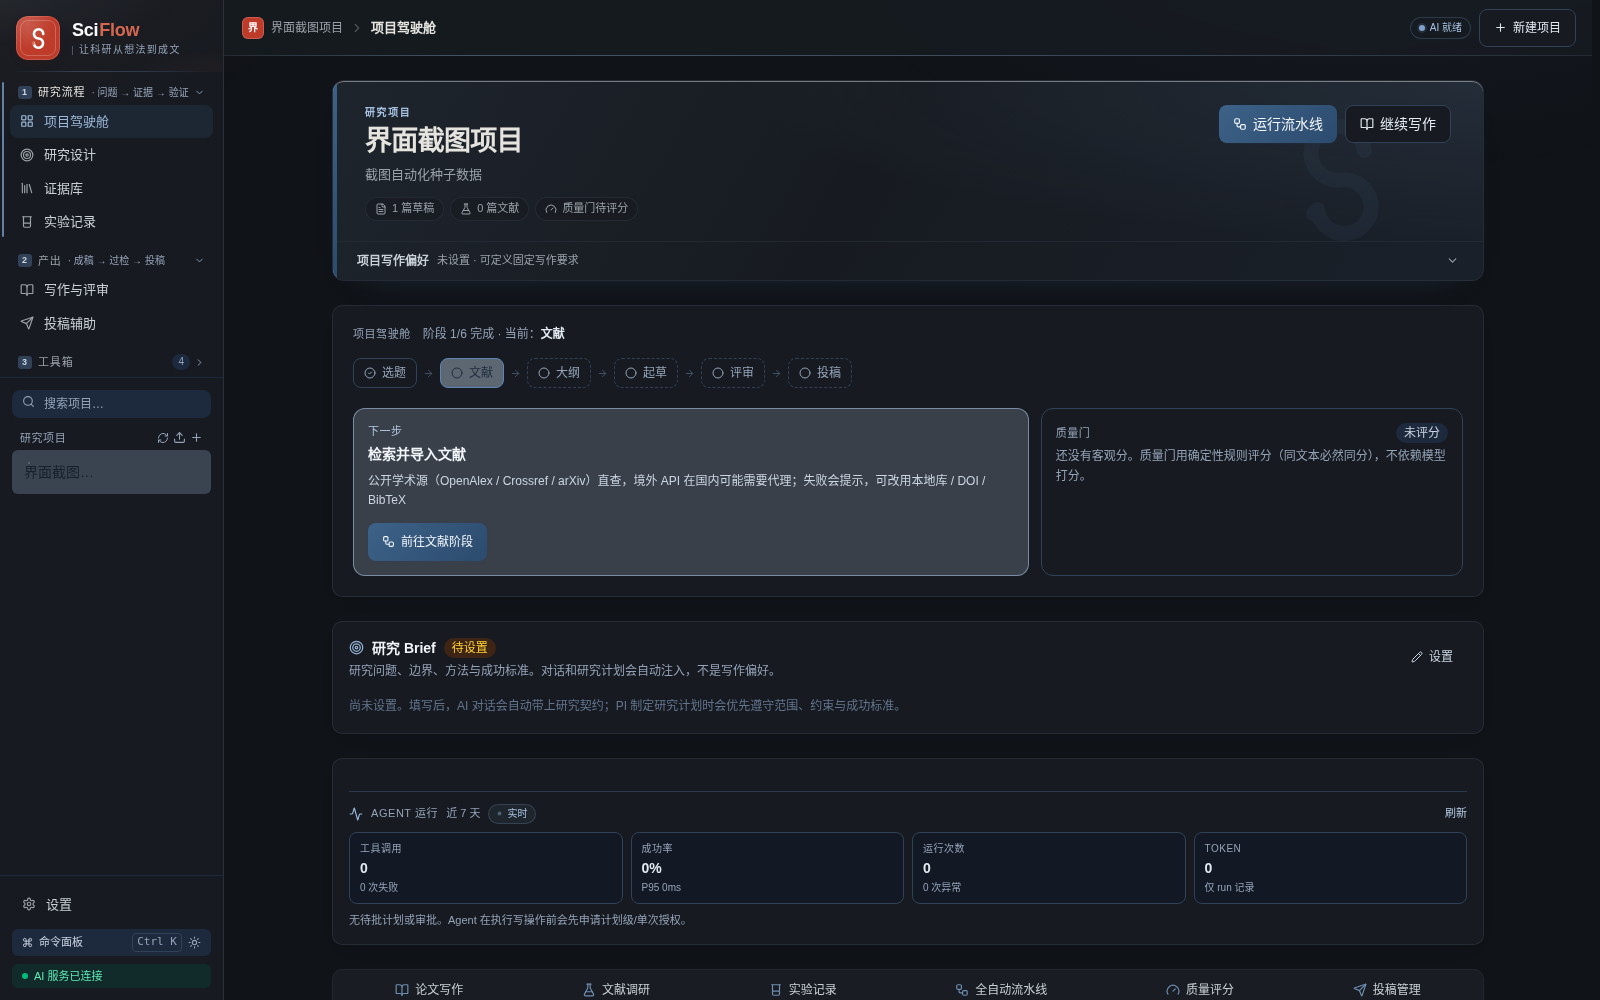 SciFlow
让科研从想法到成文
1 研究流程 · 问题 → 证据 → 验证
项目驾驶舱
研究设计
证据库
实验记录
2 产出 · 成稿 → 过检 → 投稿
写作与评审
投稿辅助
3 工具箱 4
搜索项目…
研究项目
界面截图…
设置
⌘ 命令面板 Ctrl K
AI 服务已连接
界 界面截图项目 > 项目驾驶舱
AI 就绪
+ 新建项目
研究项目
界面截图项目
截图自动化种子数据
1 篇草稿 0 篇文献 质量门待评分
运行流水线 继续写作
项目写作偏好 未设置 · 可定义固定写作要求
项目驾驶舱 阶段 1/6 完成 · 当前：文献
选题 → 文献 → 大纲 → 起草 → 评审 → 投稿
下一步
检索并导入文献
公开学术源（OpenAlex / Crossref / arXiv）直查，境外 API 在国内可能需要代理；失败会提示，可改用本地库 / DOI /
BibTeX
前往文献阶段
质量门 未评分
还没有客观分。质量门用确定性规则评分（同文本必然同分），不依赖模型
打分。
研究 Brief 待设置
研究问题、边界、方法与成功标准。对话和研究计划会自动注入，不是写作偏好。
设置
尚未设置。填写后，AI 对话会自动带上研究契约；PI 制定研究计划时会优先遵守范围、约束与成功标准。
AGENT 运行 近 7 天 实时 刷新
工具调用
0
0 次失败
成功率
0%
P95 0ms
运行次数
0
0 次异常
TOKEN
0
仅 run 记录
无待批计划或审批。Agent 在执行写操作前会先申请计划级/单次授权。
论文写作 文献调研 实验记录 全自动流水线 质量评分 投稿管理